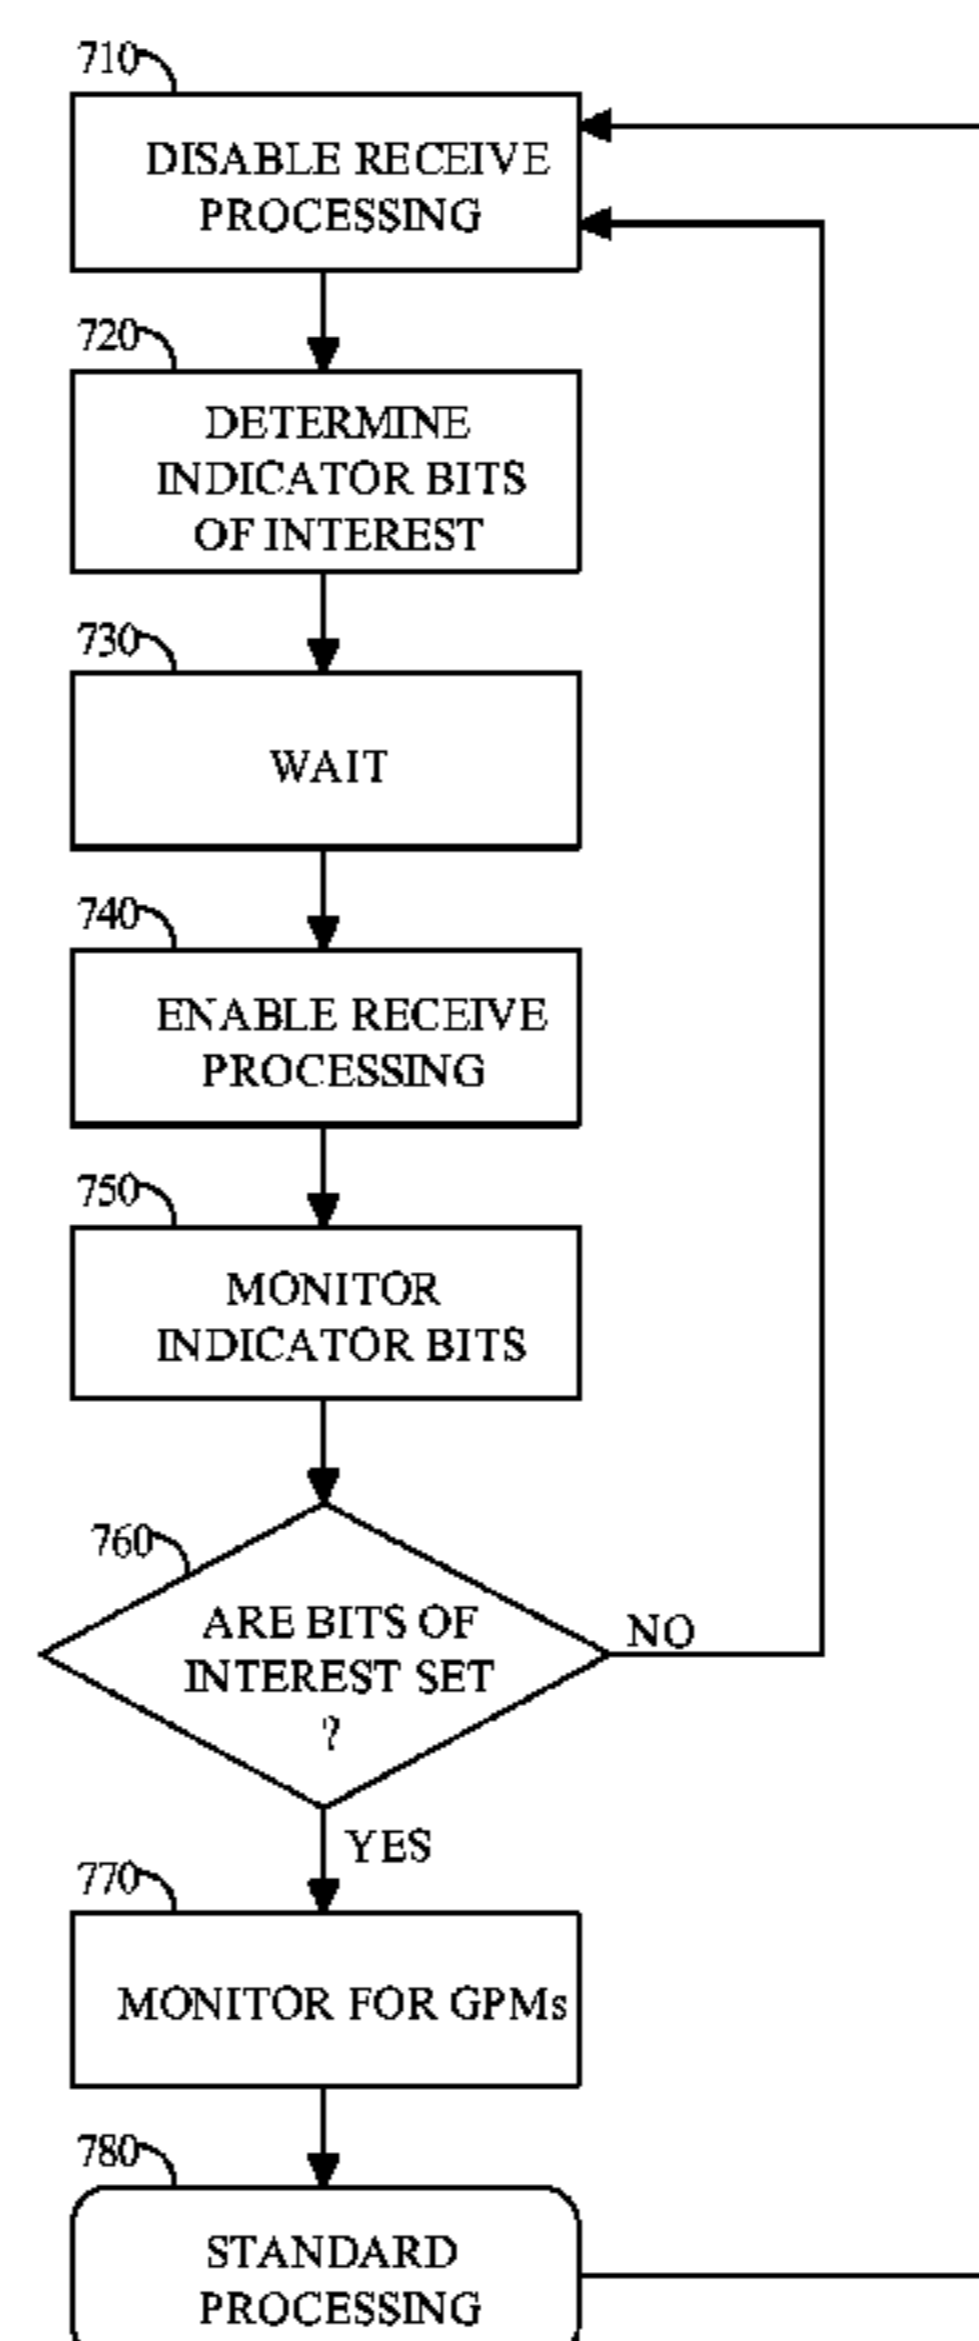 710
DISABLE RECEIVE
PROCESSING
720
DETERMINE
INDICATOR BITS
OF INTEREST
730
WAIT
740
ENABLE RECEIVE
PROCESSING
750
MONITOR
INDICATOR BITS
760
ARE BITS OF
INTEREST SET
?
NO
YES
770
MONITOR FOR GPMs
780
STANDARD
PROCESSING